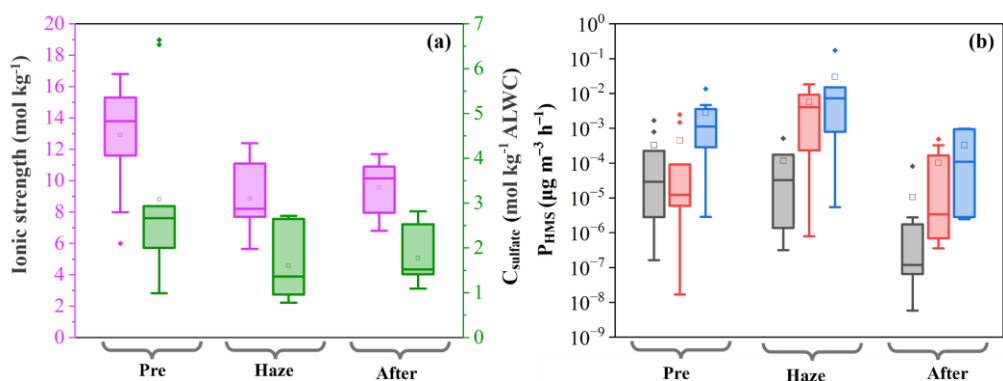 Ionic strength (mol kg⁻¹)
20
18
16
14
12
10
8
6
4
2
0
(a)
7
6
5
4
3
2
1
0
C_sulfate (mol kg⁻¹ ALWC)
Pre
Haze
After
P_HMS (µg m⁻³ h⁻¹)
10⁰
10⁻¹
10⁻²
10⁻³
10⁻⁴
10⁻⁵
10⁻⁶
10⁻⁷
10⁻⁸
10⁻⁹
(b)
Pre
Haze
After